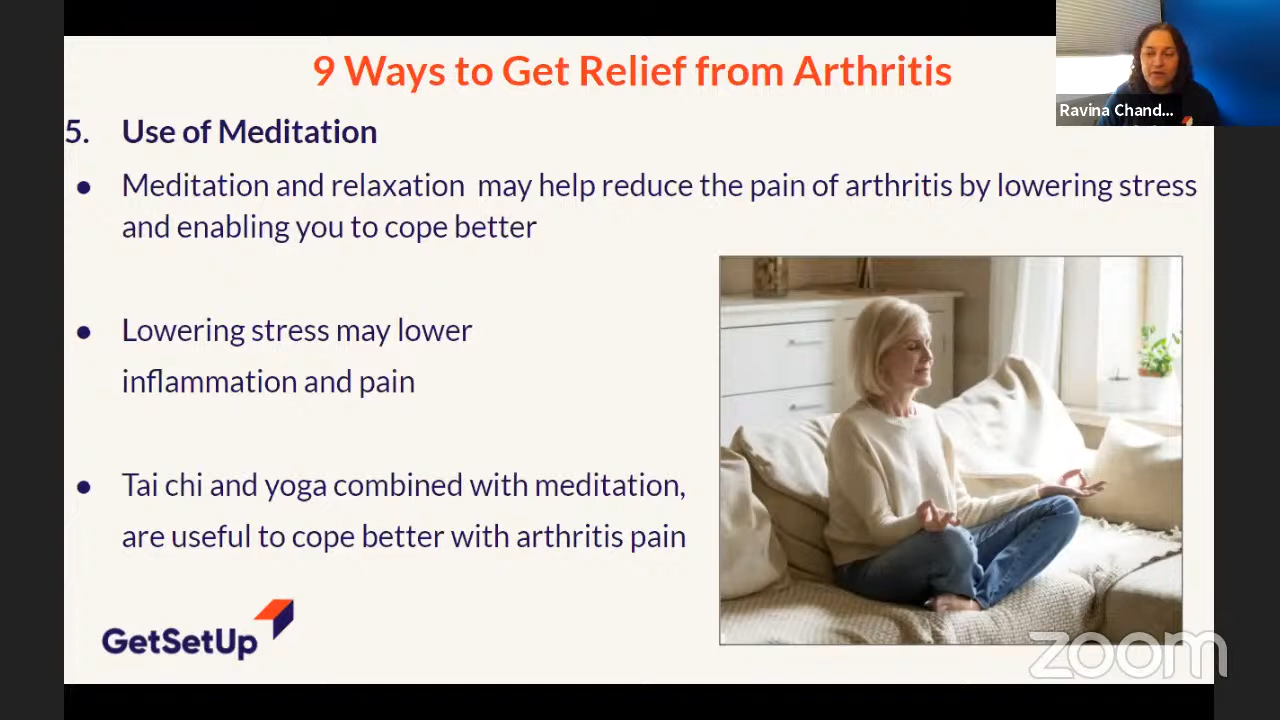 9 Ways to Get Relief from Arthritis
Ravina Chand...
5. Use of Meditation
● Meditation and relaxation may help reduce the pain of arthritis by lowering stress
and enabling you to cope better
● Lowering stress may lower
inflammation and pain
● Tai chi and yoga combined with meditation,
are useful to cope better with arthritis pain
GetSetUp
zoom